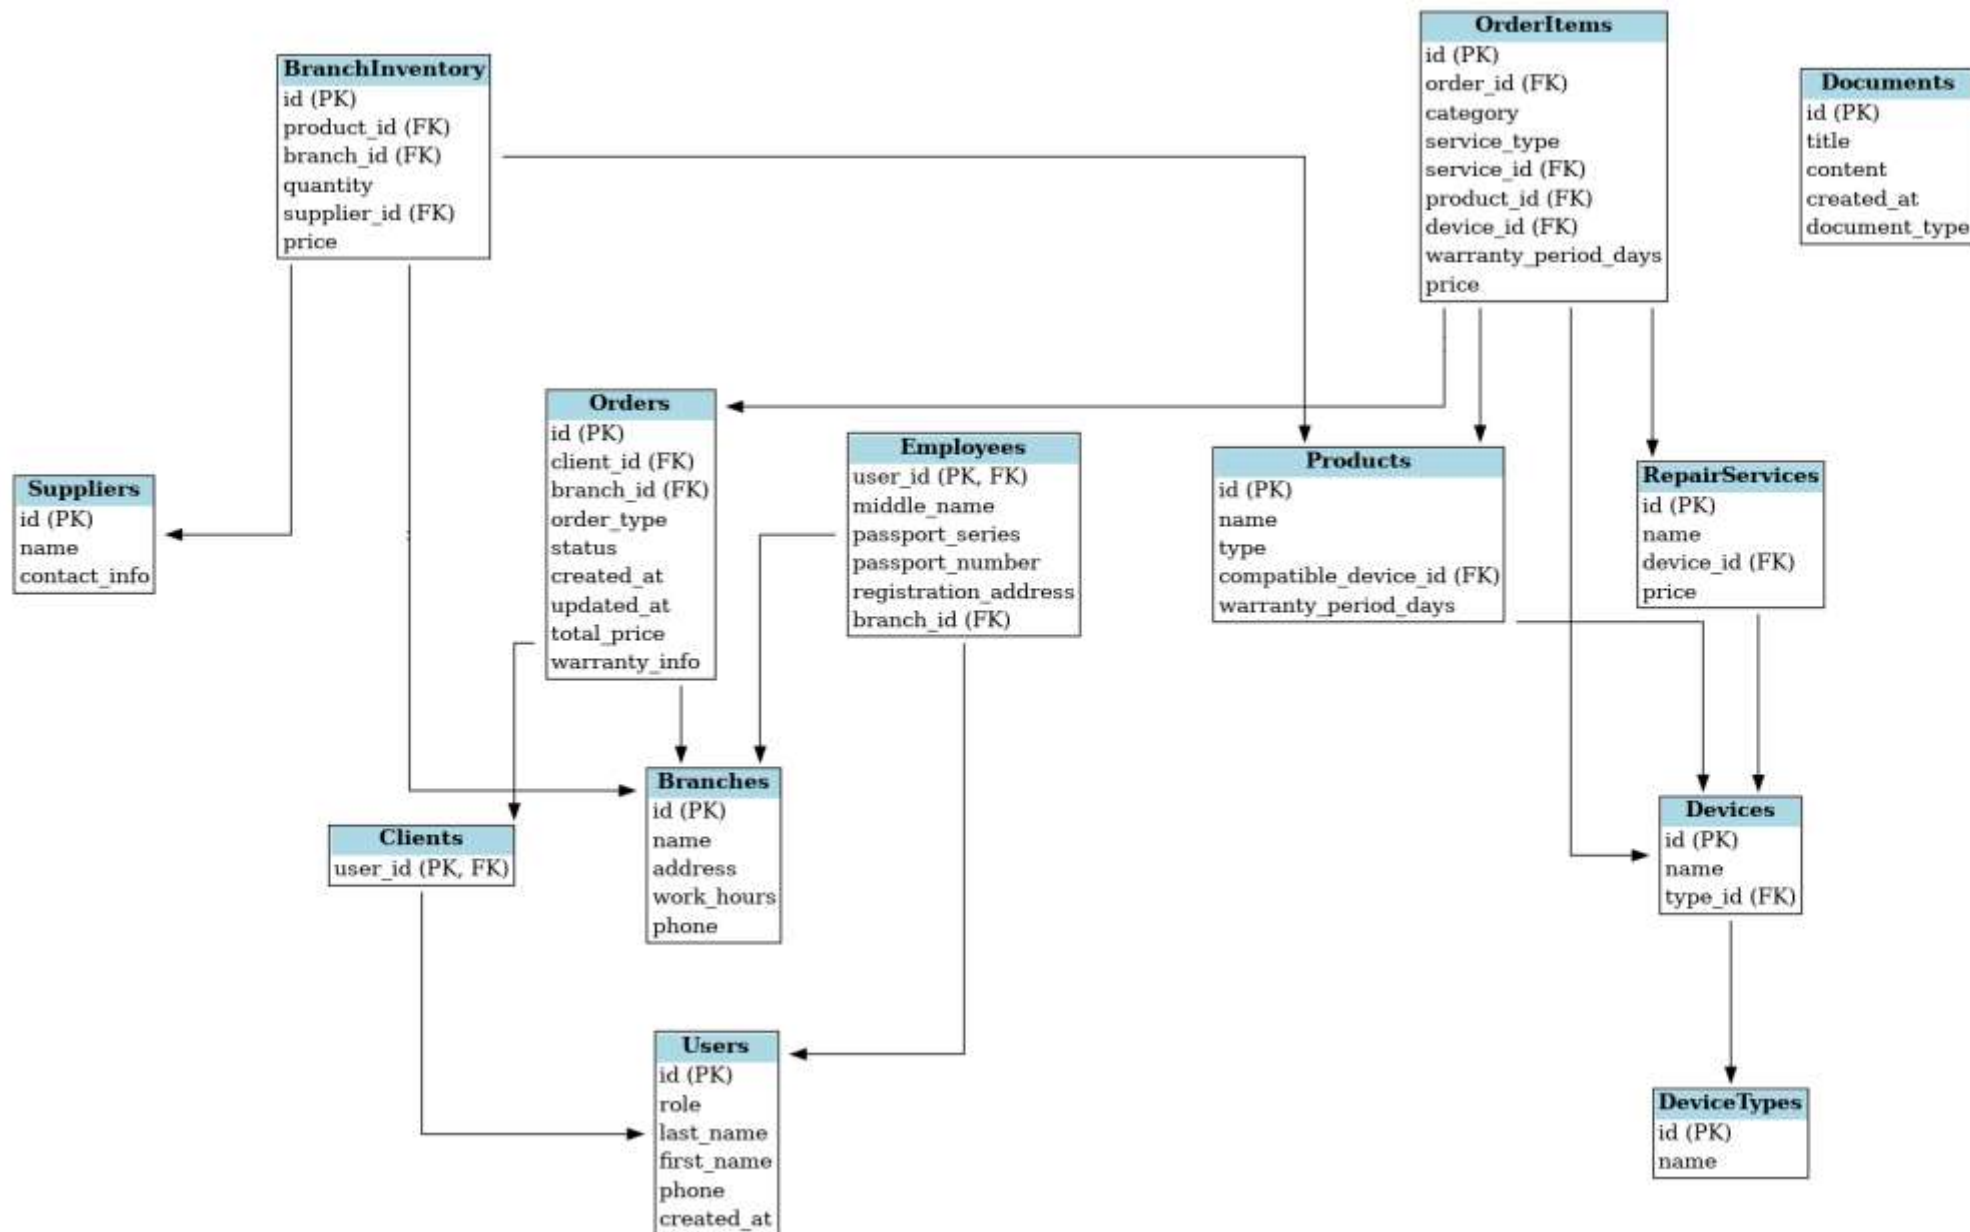 BranchInventory
id (PK)
product_id (FK)
branch_id (FK)
quantity
supplier_id (FK)
price
OrderItems
id (PK)
order_id (FK)
category
service_type
service_id (FK)
product_id (FK)
device_id (FK)
warranty_period_days
price
Documents
id (PK)
title
content
created_at
document_type
Suppliers
id (PK)
name
contact_info
Orders
id (PK)
client_id (FK)
branch_id (FK)
order_type
status
created_at
updated_at
total_price
warranty_info
Employees
user_id (PK, FK)
middle_name
passport_series
passport_number
registration_address
branch_id (FK)
Products
id (PK)
name
type
compatible_device_id (FK)
warranty_period_days
RepairServices
id (PK)
name
device_id (FK)
price
Clients
user_id (PK, FK)
Branches
id (PK)
name
address
work_hours
phone
Devices
id (PK)
name
type_id (FK)
Users
id (PK)
role
last_name
first_name
phone
created_at
DeviceTypes
id (PK)
name